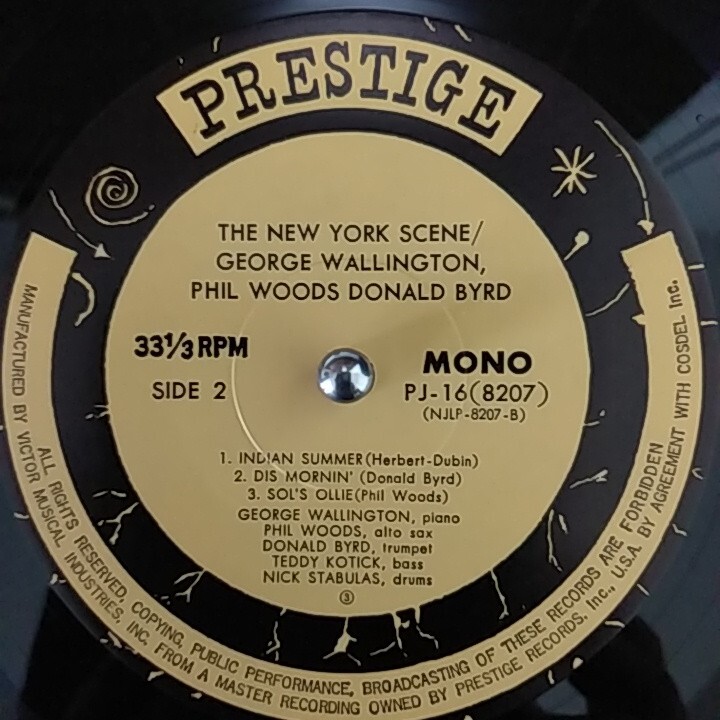 PRESTIGE
THE NEW YORK SCENE/
GEORGE WALLINGTON,
PHIL WOODS DONALD BYRD
33⅓ RPM
SIDE 2
MONO
PJ-16(8207)
(NJLP-8207-B)
1. INDIAN SUMMER(Herbert-Dubin)
2. DIS MORNIN' (Donald Byrd)
3. SOL'S OLLIE(Phil Woods)
GEORGE WALLINGTON, piano
PHIL WOODS, alto sax
DONALD BYRD, trumpet
TEDDY KOTICK, bass
NICK STABULAS, drums
③
ALL RIGHTS RESERVED, COPYING, PUBLIC PERFORMANCE, BROADCASTING OF THESE RECORDS ARE FORBIDDEN
MANUFACTURED BY VICTOR MUSICAL INDUSTRIES, INC. FROM A MASTER RECORDING OWNED BY PRESTIGE RECORDS, Inc., U.S.A. BY AGREEMENT WITH COSDEL Inc.